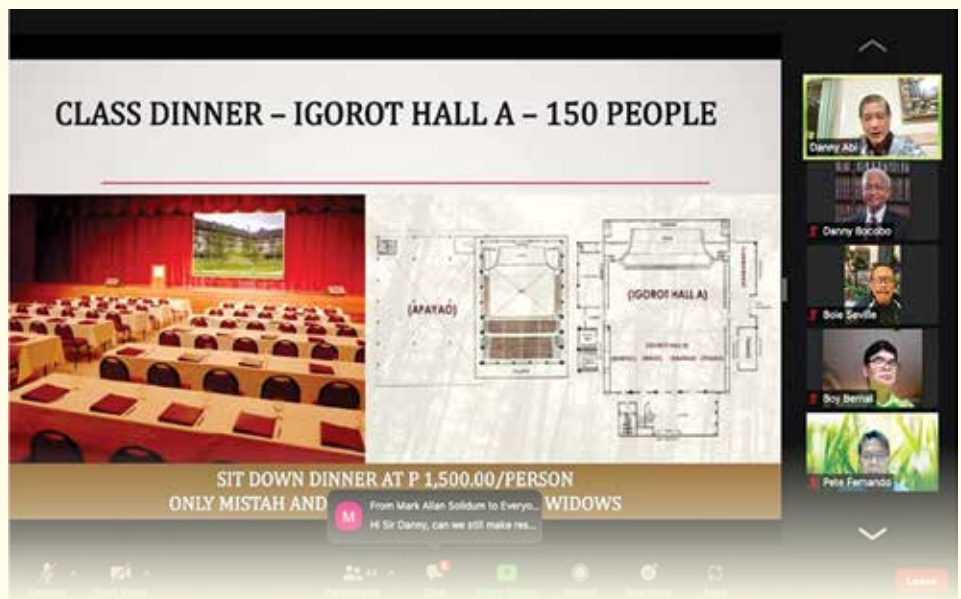 CLASS DINNER – IGOROT HALL A – 150 PEOPLE
(APAYAO)
(IGOROT HALL A)
SIT DOWN DINNER AT P 1,500.00/PERSON
ONLY MISTAH AND
WIDOWS
M
From Mark Allan Solidum to Everyo...
Hi Sir Danny, can we still make res...
Danny Abi
Danny Bocobo
Boie Seville
Boy Bernal
Pete Fernando
Participants
Chat
Record
Leave